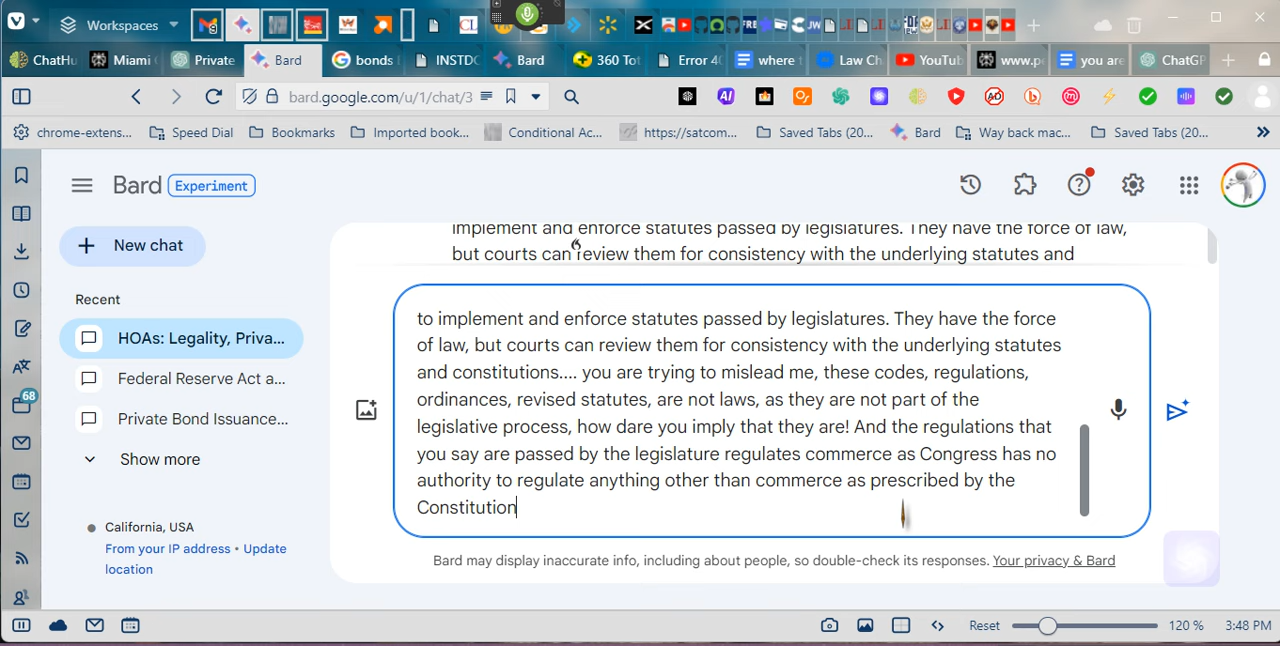 Workspaces
ChatHu
Miami
Private
Bard
bonds
INSTDC
Bard
360 Tot
Error 4
where t
Law Ch
YouTub
www.p
you are
ChatGP
bard.google.com/u/1/chat/3
chrome-extens...
Speed Dial
Bookmarks
Imported book...
Conditional Ac...
https://satcom...
Saved Tabs (20...
Bard
Way back mac...
Saved Tabs (20...
Bard Experiment
New chat
Recent
HOAs: Legality, Priva...
Federal Reserve Act a...
Private Bond Issuance...
Show more
California, USA
From your IP address • Update
location
implement and enforce statutes passed by legislatures. They have the force of law,
but courts can review them for consistency with the underlying statutes and
to implement and enforce statutes passed by legislatures. They have the force
of law, but courts can review them for consistency with the underlying statutes
and constitutions.... you are trying to mislead me, these codes, regulations,
ordinances, revised statutes, are not laws, as they are not part of the
legislative process, how dare you imply that they are! And the regulations that
you say are passed by the legislature regulates commerce as Congress has no
authority to regulate anything other than commerce as prescribed by the
Constitution
Bard may display inaccurate info, including about people, so double-check its responses. Your privacy & Bard
68
Reset
120 %
3:48 PM